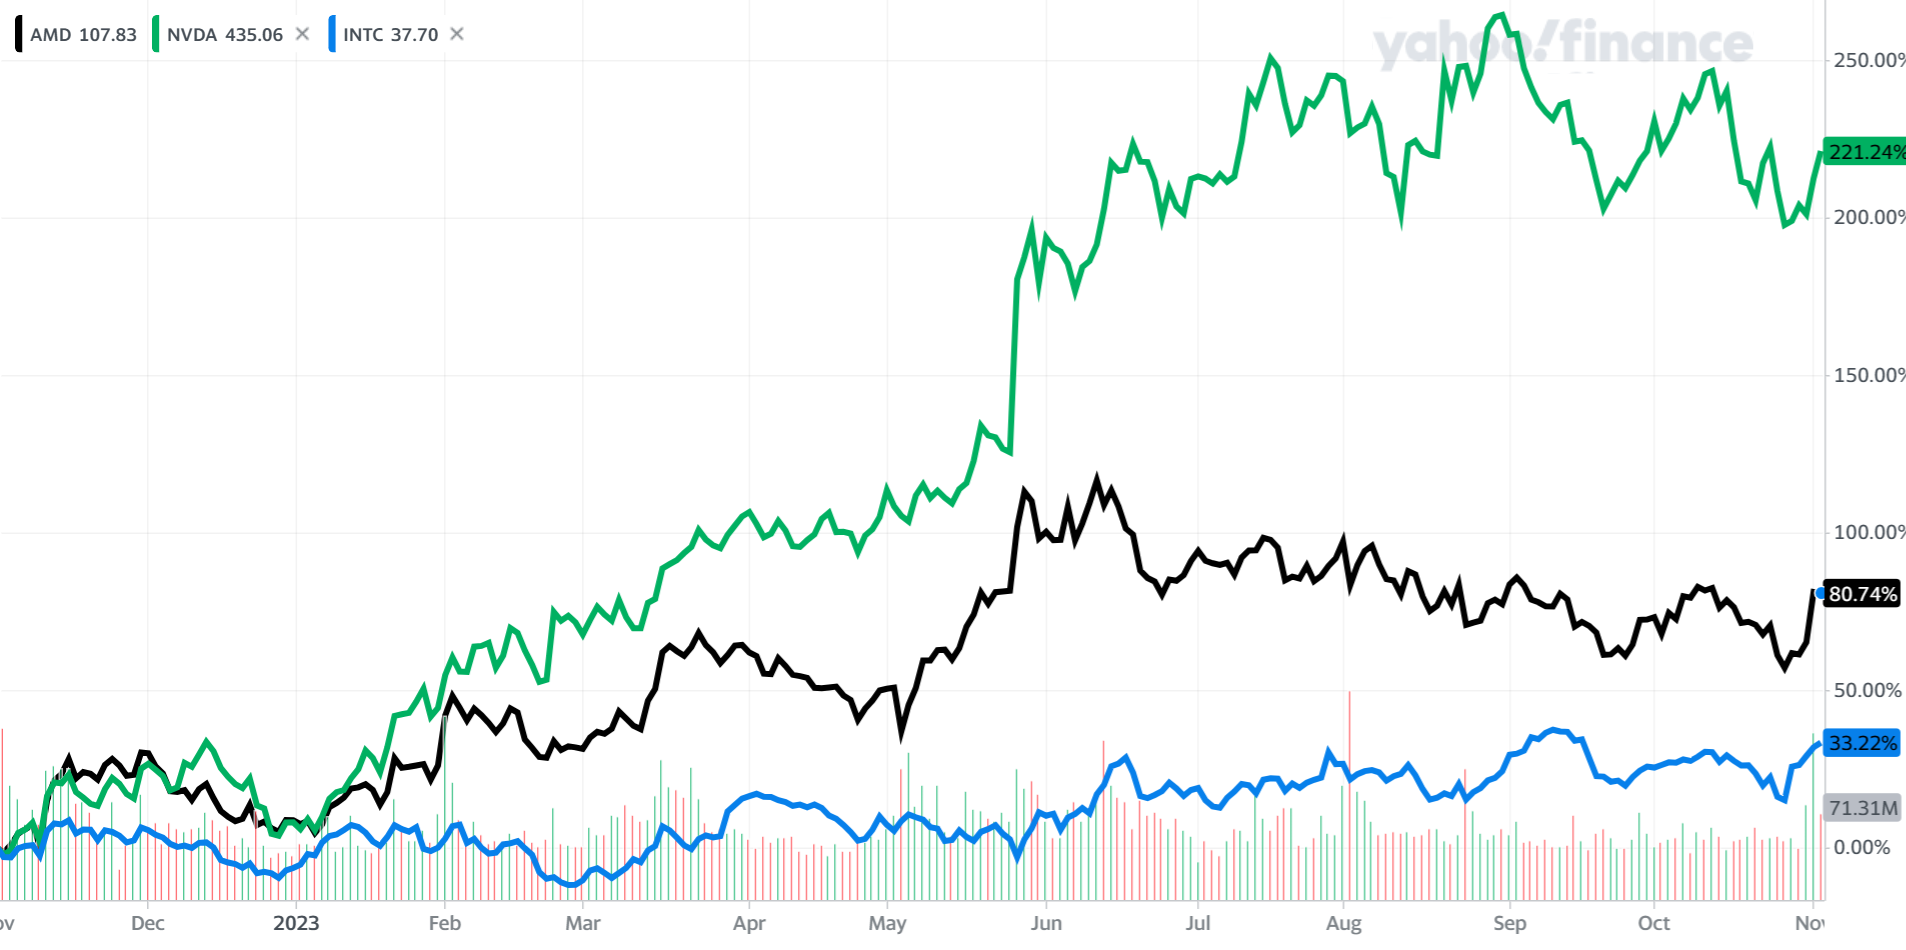 AMD 107.83 NVDA 435.06 ✕ INTC 37.70 ✕
yahoo!finance
250.00%
221.24%
200.00%
150.00%
100.00%
80.74%
50.00%
33.22%
71.31M
0.00%
ov Dec 2023 Feb Mar Apr May Jun Jul Aug Sep Oct Nov